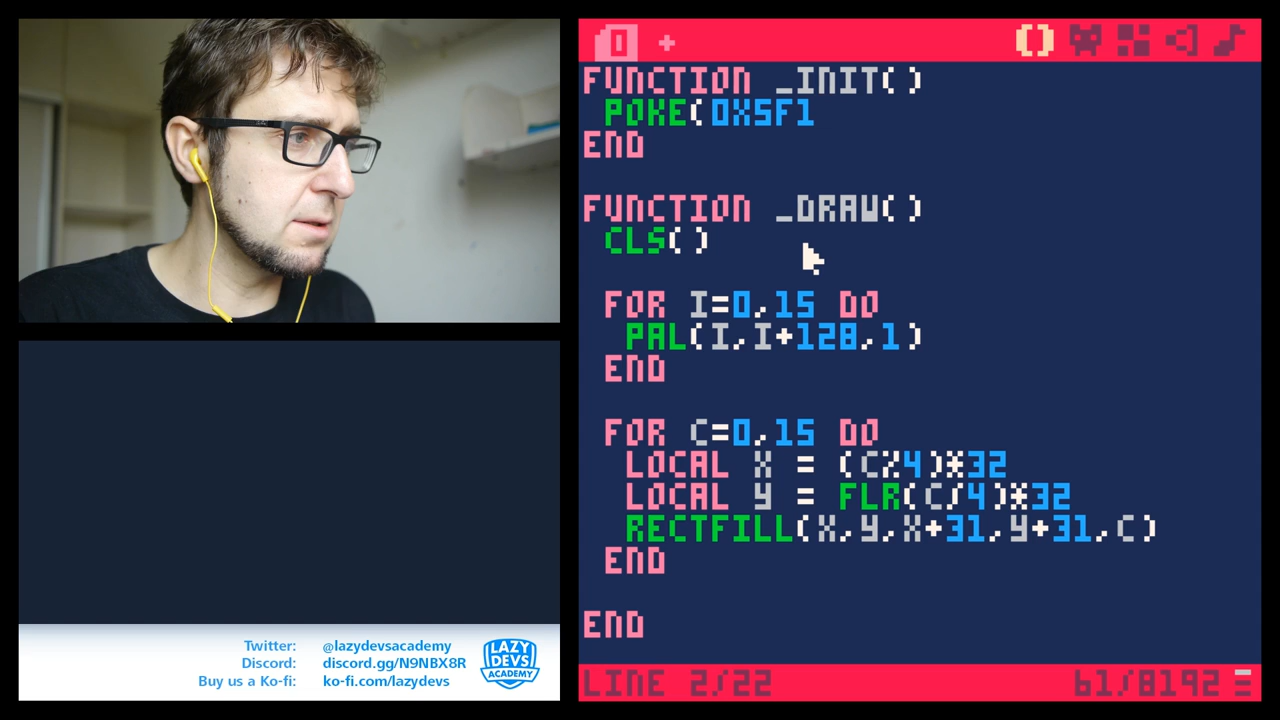 0 +
FUNCTION _INIT()
POKE(0X5F1
END
FUNCTION _DRAW()
CLS()
FOR I=0,15 DO
PAL(I,I+128,1)
END
FOR C=0,15 DO
LOCAL X = (C%4)*32
LOCAL Y = FLR(C/4)*32
RECTFILL(X,Y,X+31,Y+31,C)
END
END
LINE 2/22 61/8192
Twitter: @lazydevsacademy
Discord: discord.gg/N9NBX8R
Buy us a Ko-fi: ko-fi.com/lazydevs
LAZY
DEVS
ACADEMY